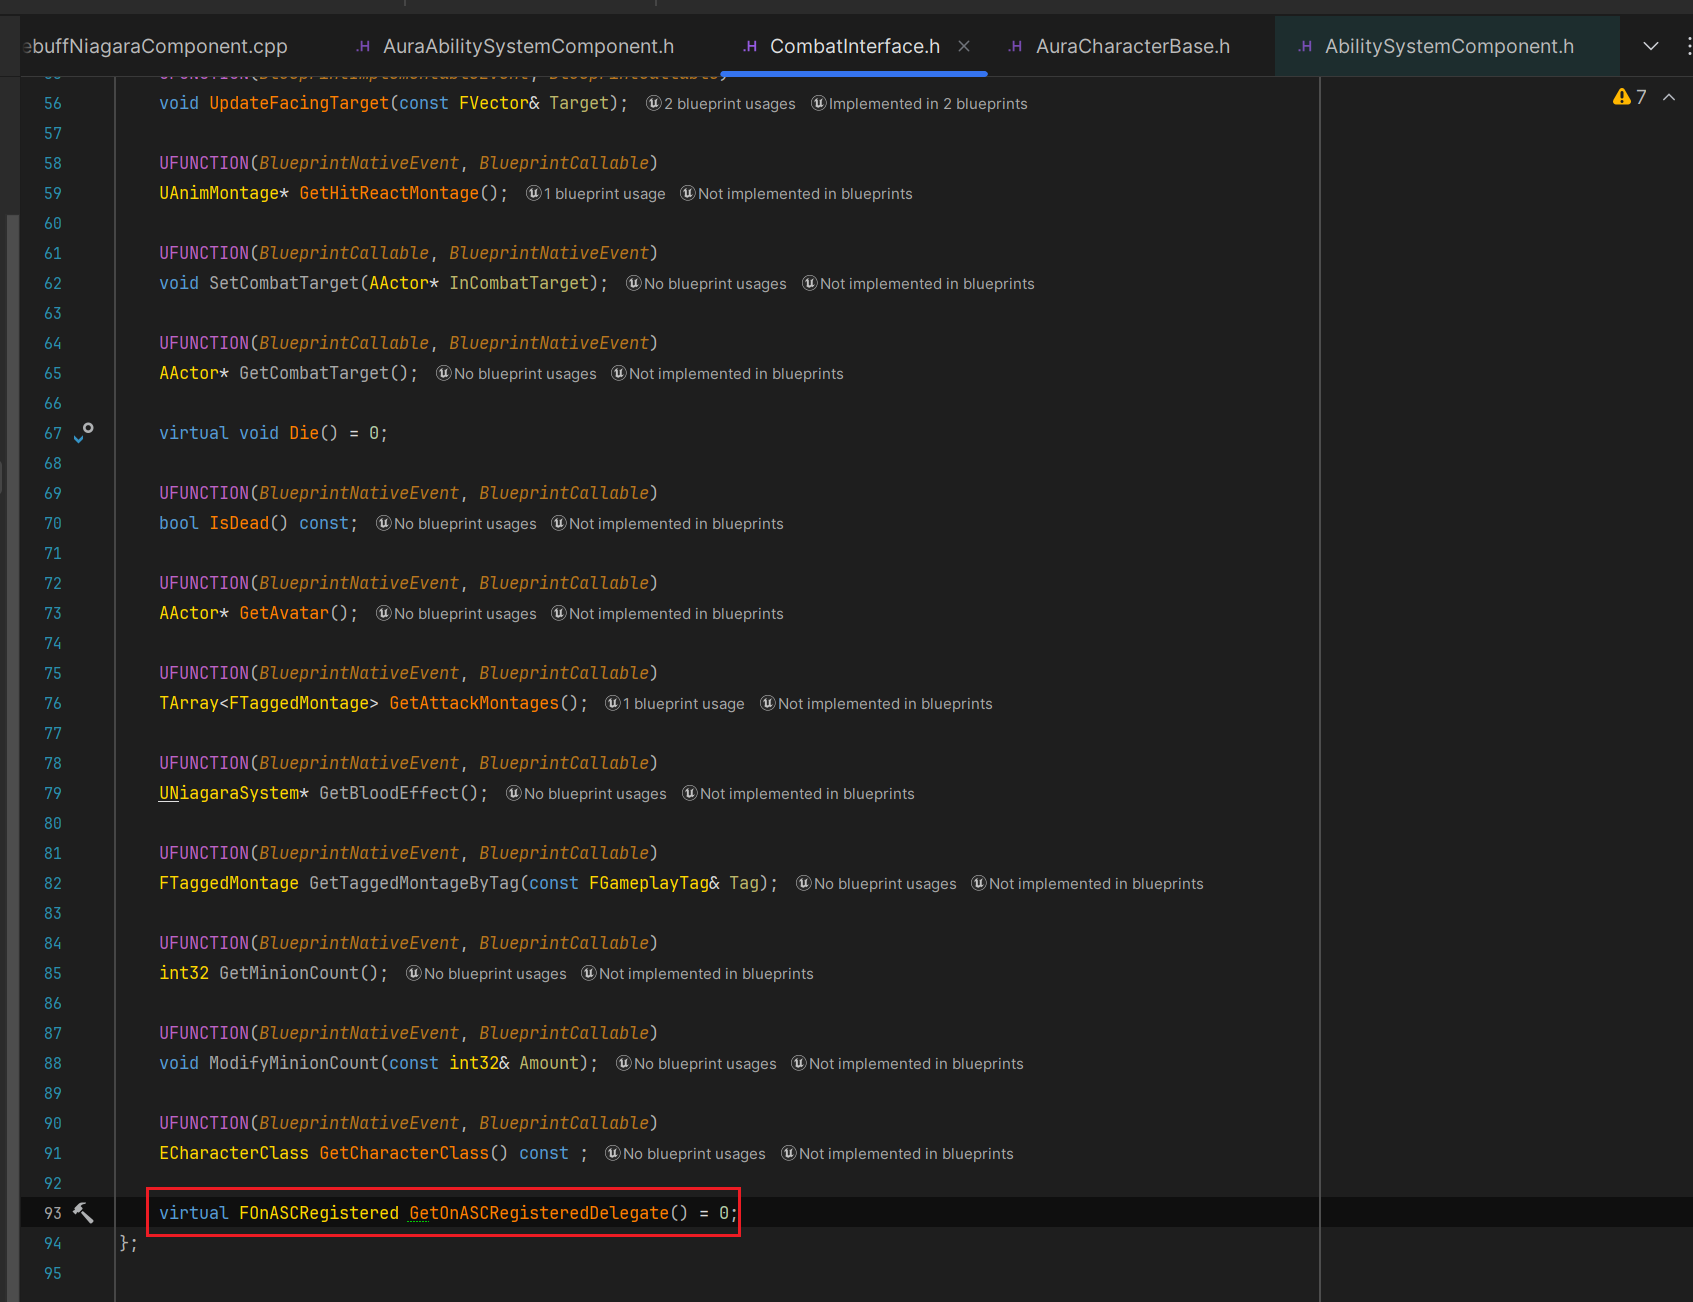 ebuffNiagaraComponent.cpp .H AuraAbilitySystemComponent.h .H CombatInterface.h .H AuraCharacterBase.h .H AbilitySystemComponent.h
7
56 void UpdateFacingTarget(const FVector& Target); 2 blueprint usages Implemented in 2 blueprints
57
58 UFUNCTION(BlueprintNativeEvent, BlueprintCallable)
59 UAnimMontage* GetHitReactMontage(); 1 blueprint usage Not implemented in blueprints
60
61 UFUNCTION(BlueprintCallable, BlueprintNativeEvent)
62 void SetCombatTarget(AActor* InCombatTarget); No blueprint usages Not implemented in blueprints
63
64 UFUNCTION(BlueprintCallable, BlueprintNativeEvent)
65 AActor* GetCombatTarget(); No blueprint usages Not implemented in blueprints
66
67 virtual void Die() = 0;
68
69 UFUNCTION(BlueprintNativeEvent, BlueprintCallable)
70 bool IsDead() const; No blueprint usages Not implemented in blueprints
71
72 UFUNCTION(BlueprintNativeEvent, BlueprintCallable)
73 AActor* GetAvatar(); No blueprint usages Not implemented in blueprints
74
75 UFUNCTION(BlueprintNativeEvent, BlueprintCallable)
76 TArray<FTaggedMontage> GetAttackMontages(); 1 blueprint usage Not implemented in blueprints
77
78 UFUNCTION(BlueprintNativeEvent, BlueprintCallable)
79 UNiagaraSystem* GetBloodEffect(); No blueprint usages Not implemented in blueprints
80
81 UFUNCTION(BlueprintNativeEvent, BlueprintCallable)
82 FTaggedMontage GetTaggedMontageByTag(const FGameplayTag& Tag); No blueprint usages Not implemented in blueprints
83
84 UFUNCTION(BlueprintNativeEvent, BlueprintCallable)
85 int32 GetMinionCount(); No blueprint usages Not implemented in blueprints
86
87 UFUNCTION(BlueprintNativeEvent, BlueprintCallable)
88 void ModifyMinionCount(const int32& Amount); No blueprint usages Not implemented in blueprints
89
90 UFUNCTION(BlueprintNativeEvent, BlueprintCallable)
91 ECharacterClass GetCharacterClass() const ; No blueprint usages Not implemented in blueprints
92
93 virtual FOnASCRegistered GetOnASCRegisteredDelegate() = 0;
94 };
95